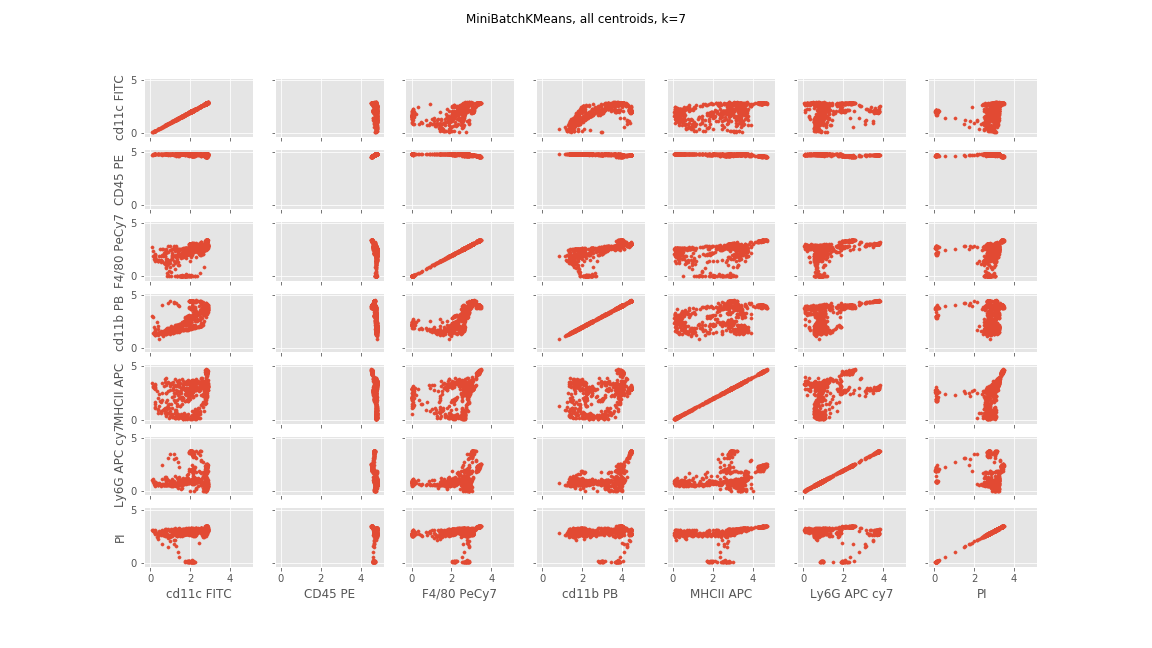 MiniBatchKMeans, all centroids, k=7
cd11c FITC
5
0
CD45 PE
5
0
F4/80 PeCy7
5
0
cd11b PB
5
0
MHCII APC
5
0
Ly6G APC cy7
5
0
PI
5
0
0 2 4 0 2 4 0 2 4 0 2 4 0 2 4 0 2 4 0 2 4
cd11c FITC CD45 PE F4/80 PeCy7 cd11b PB MHCII APC Ly6G APC cy7 PI